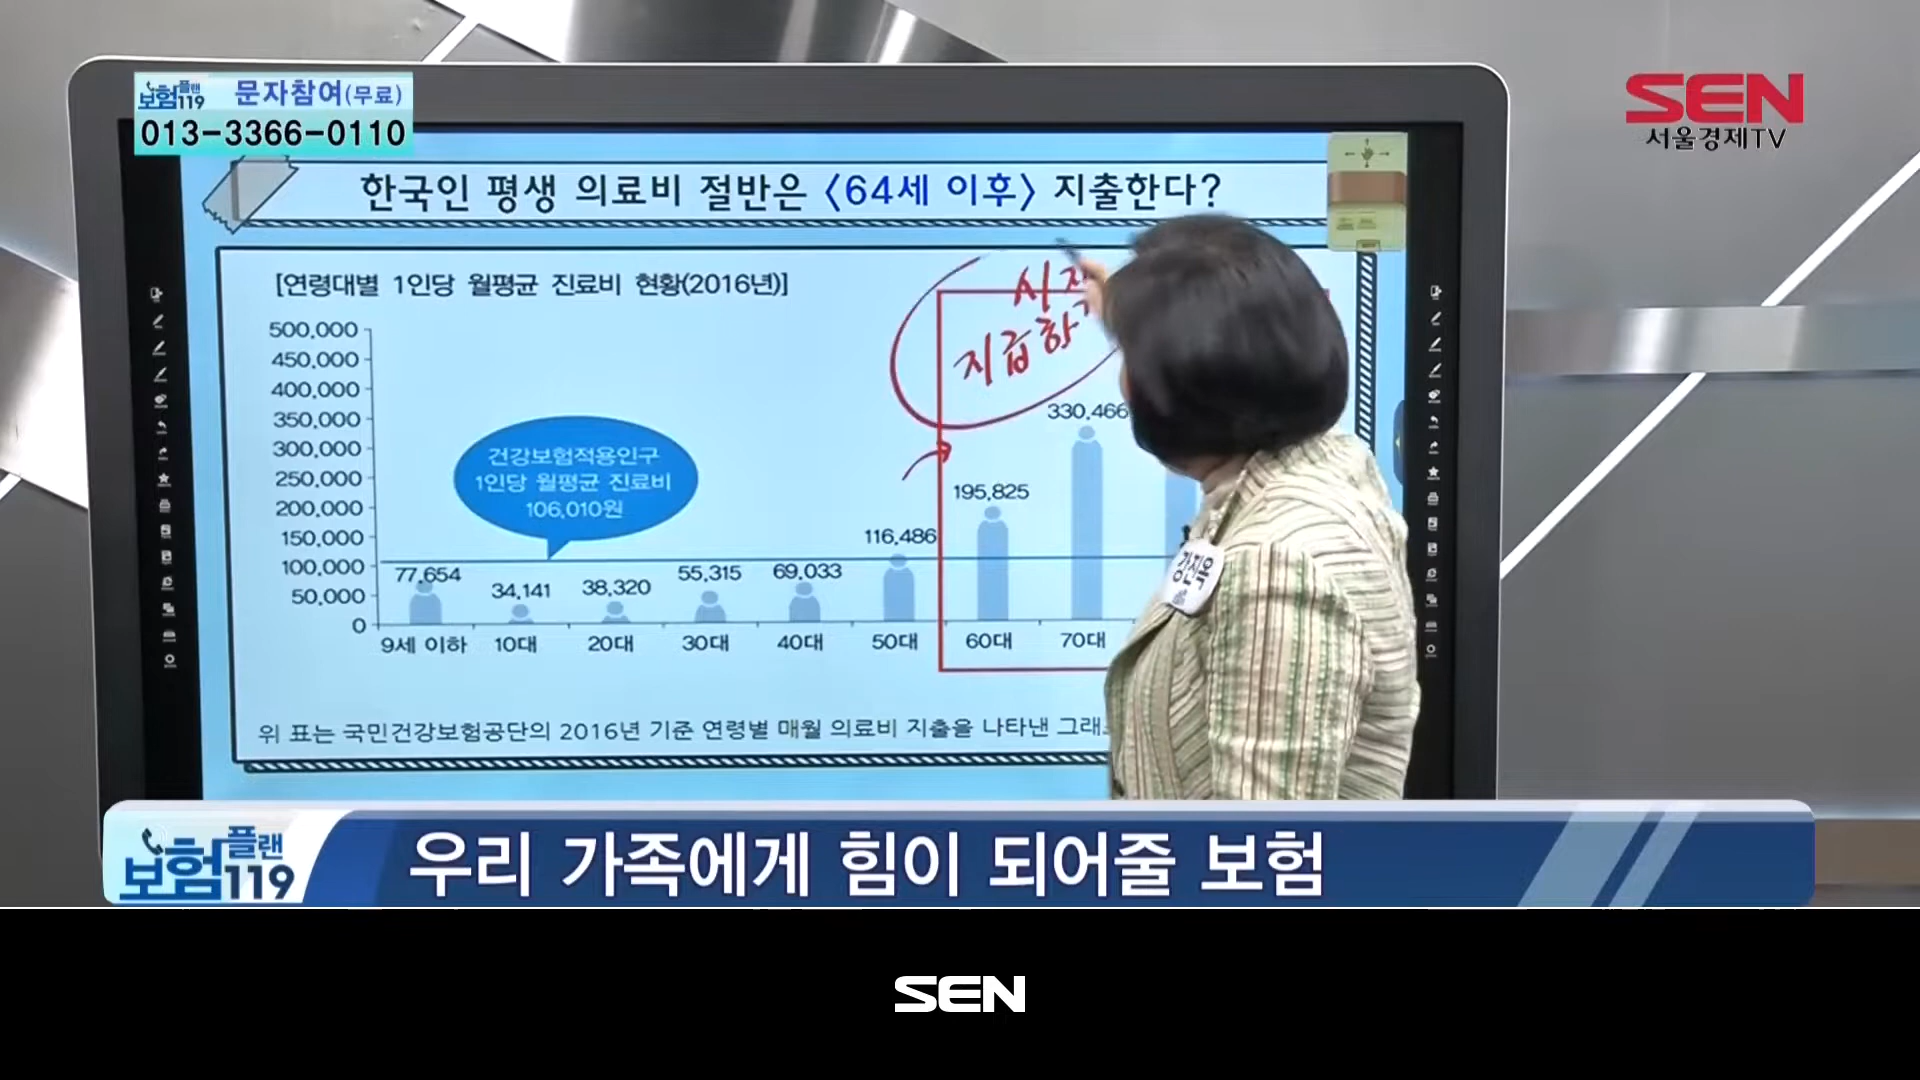 보험플랜119 문자참여(무료)
013-3366-0110
SEN
서울경제TV
한국인 평생 의료비 절반은 <64세 이후> 지출한다?
[연령대별 1인당 월평균 진료비 현황(2016년)]
지급하
500,000
450,000
400,000
350,000
300,000
250,000
200,000
150,000
100,000
50,000
0
건강보험적용인구
1인당 월평균 진료비
106,010원
77,654 34,141 38,320 55,315 69,033 116,486 195,825 330,466
9세 이하 10대 20대 30대 40대 50대 60대 70대
강진옥
위 표는 국민건강보험공단의 2016년 기준 연령별 매월 의료비 지출을 나타낸
보험플랜119
우리 가족에게 힘이 되어줄 보험
SEN